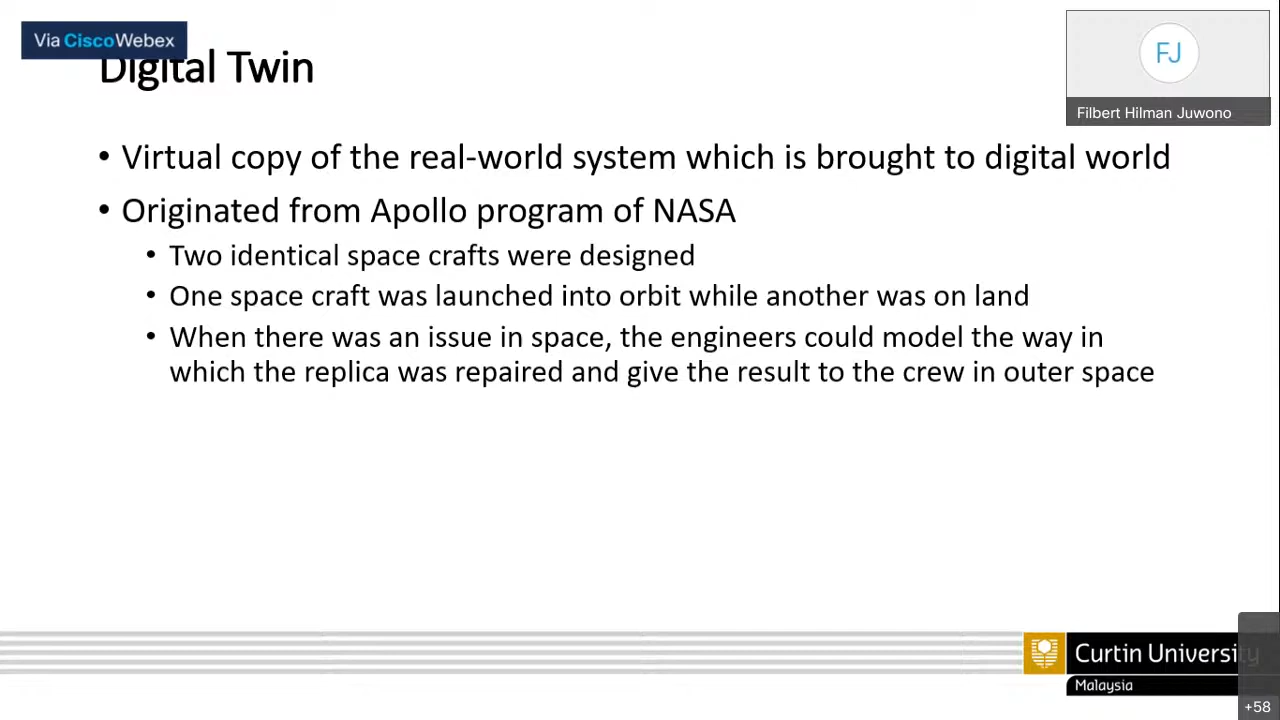 Via Cisco Webex
Digital Twin
FJ
Filbert Hilman Juwono
• Virtual copy of the real-world system which is brought to digital world
• Originated from Apollo program of NASA
• Two identical space crafts were designed
• One space craft was launched into orbit while another was on land
• When there was an issue in space, the engineers could model the way in
which the replica was repaired and give the result to the crew in outer space
Curtin University
Malaysia
+58